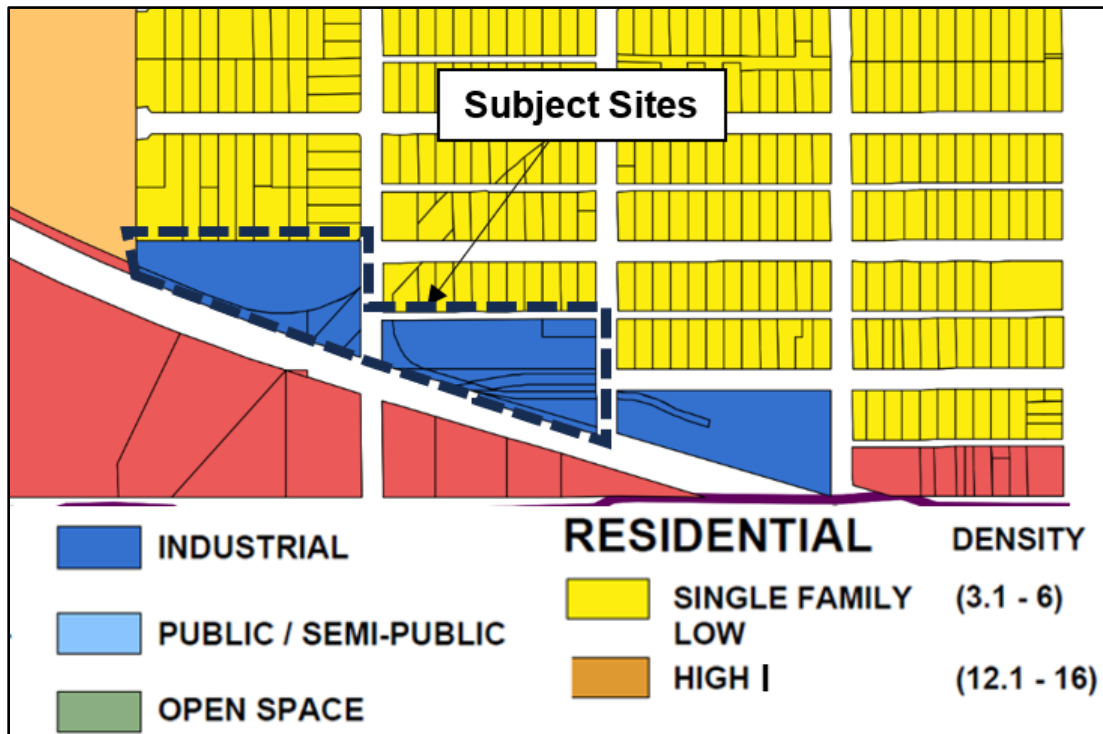 Subject Sites
INDUSTRIAL
PUBLIC / SEMI-PUBLIC
OPEN SPACE
RESIDENTIAL DENSITY
SINGLE FAMILY LOW (3.1 - 6)
HIGH I (12.1 - 16)